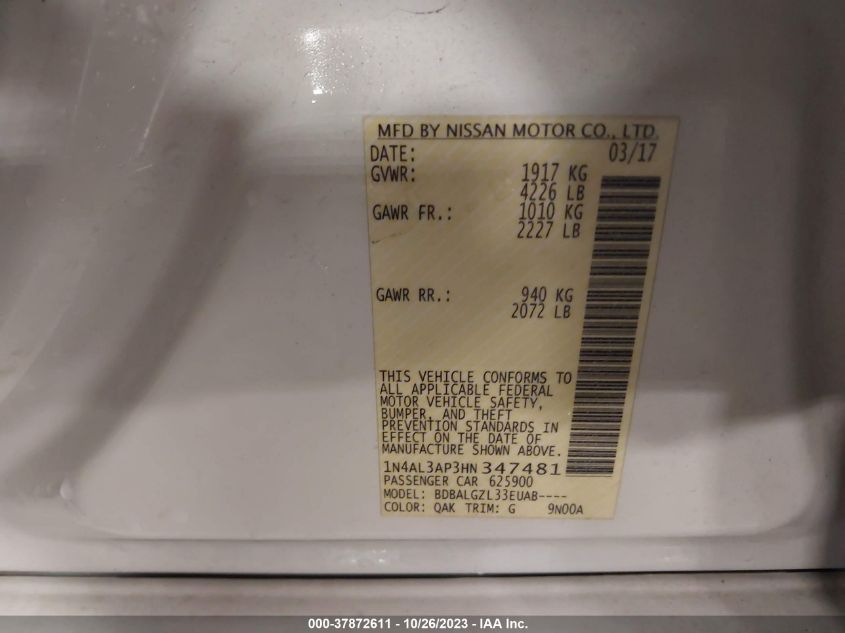 MFD BY NISSAN MOTOR CO., LTD.
DATE: 03/17
GVWR: 1917 KG
4226 LB
GAWR FR.: 1010 KG
2227 LB
GAWR RR.: 940 KG
2072 LB
THIS VEHICLE CONFORMS TO
ALL APPLICABLE FEDERAL
MOTOR VEHICLE SAFETY,
BUMPER, AND THEFT
PREVENTION STANDARDS IN
EFFECT ON THE DATE OF
MANUFACTURE SHOWN ABOVE.
1N4AL3AP3HN347481
PASSENGER CAR 625900
MODEL: BDBALGZL33EUAB----
COLOR: QAK TRIM: G 9N00A
000-37872611 - 10/26/2023 - IAA Inc.